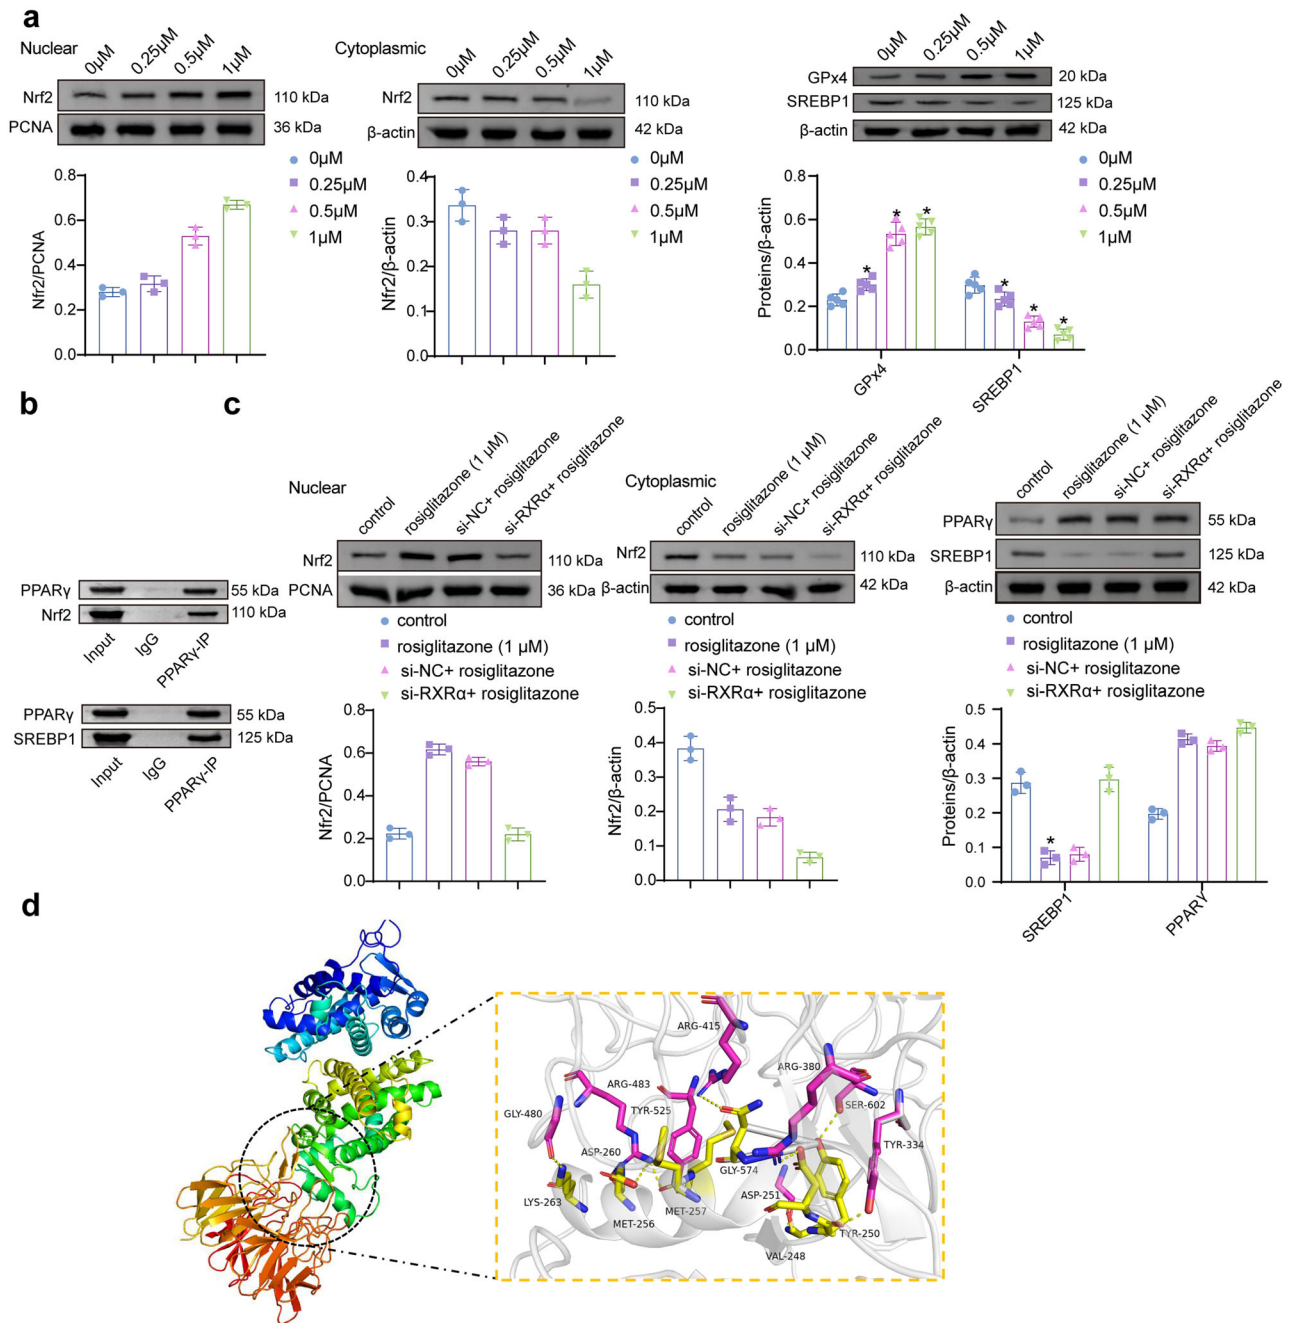 a
Nuclear
0μM
0.25μM
0.5μM
1μM
Nrf2
110 kDa
PCNA
36 kDa
0μM
0.25μM
0.5μM
1μM
Nfr2/PCNA
0.8
0.6
0.4
0.2
0.0
Cytoplasmic
0μM
0.25μM
0.5μM
1μM
Nrf2
110 kDa
β-actin
42 kDa
0μM
0.25μM
0.5μM
1μM
Nfr2/β-actin
0.4
0.3
0.2
0.1
0.0
0μM
0.25μM
0.5μM
1μM
GPx4
20 kDa
SREBP1
125 kDa
β-actin
42 kDa
0μM
0.25μM
0.5μM
1μM
Proteins/β-actin
0.8
0.6
0.4
0.2
0.0
* * *
* * *
GPx4
SREBP1
b
PPARγ
55 kDa
Nrf2
110 kDa
Input
IgG
PPARγ-IP
PPARγ
55 kDa
SREBP1
125 kDa
Input
IgG
PPARγ-IP
c
Nuclear
control
rosiglitazone (1 μM)
si-NC+ rosiglitazone
si-RXRα+ rosiglitazone
Nrf2
110 kDa
PCNA
36 kDa
control
rosiglitazone (1 μM)
si-NC+ rosiglitazone
si-RXRα+ rosiglitazone
Nfr2/PCNA
0.8
0.6
0.4
0.2
0.0
Cytoplasmic
control
rosiglitazone (1 μM)
si-NC+ rosiglitazone
si-RXRα+ rosiglitazone
Nrf2
110 kDa
β-actin
42 kDa
control
rosiglitazone (1 μM)
si-NC+ rosiglitazone
si-RXRα+ rosiglitazone
Nfr2/β-actin
0.5
0.4
0.3
0.2
0.1
0.0
control
rosiglitazone (1 μM)
si-NC+ rosiglitazone
si-RXRα+ rosiglitazone
PPARγ
55 kDa
SREBP1
125 kDa
β-actin
42 kDa
control
rosiglitazone (1 μM)
si-NC+ rosiglitazone
si-RXRα+ rosiglitazone
Proteins/β-actin
0.5
0.4
0.3
0.2
0.1
0.0
*
SREBP1
PPARγ
d
ARG-415
ARG-380
ARG-483
SER-602
GLY-480
TYR-525
TYR-334
ASP-260
GLY-574
ASP-251
LYS-263
MET-257
MET-256
TYR-250
VAL-248